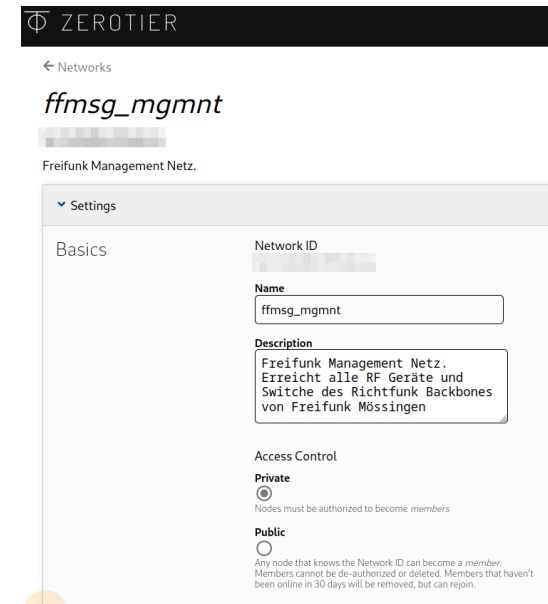 ZEROTIER
Networks
ffmsg_mgmnt
Freifunk Management Netz.
Settings
Basics
Network ID
Name
ffmsg_mgmnt
Description
Freifunk Management Netz.
Erreicht alle RF Geräte und
Switche des Richtfunk Backbones
von Freifunk Mössingen
Access Control
Private
Nodes must be authorized to become members
Public
Any node that knows the Network ID can become a member.
Members cannot be de-authorized or deleted. Members that haven't
been online in 30 days will be removed, but can rejoin.